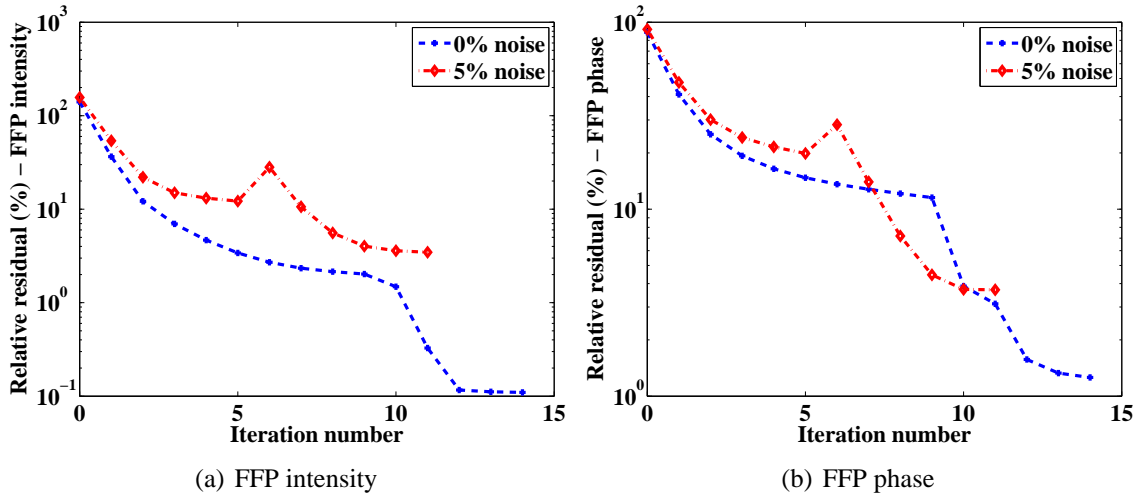 10^3
10^2
10^1
10^0
10^-1
0
5
10
15
Relative residual (%) − FFP intensity
Iteration number
0% noise
5% noise
(a) FFP intensity
10^2
10^1
10^0
0
5
10
15
Relative residual (%) − FFP phase
Iteration number
0% noise
5% noise
(b) FFP phase